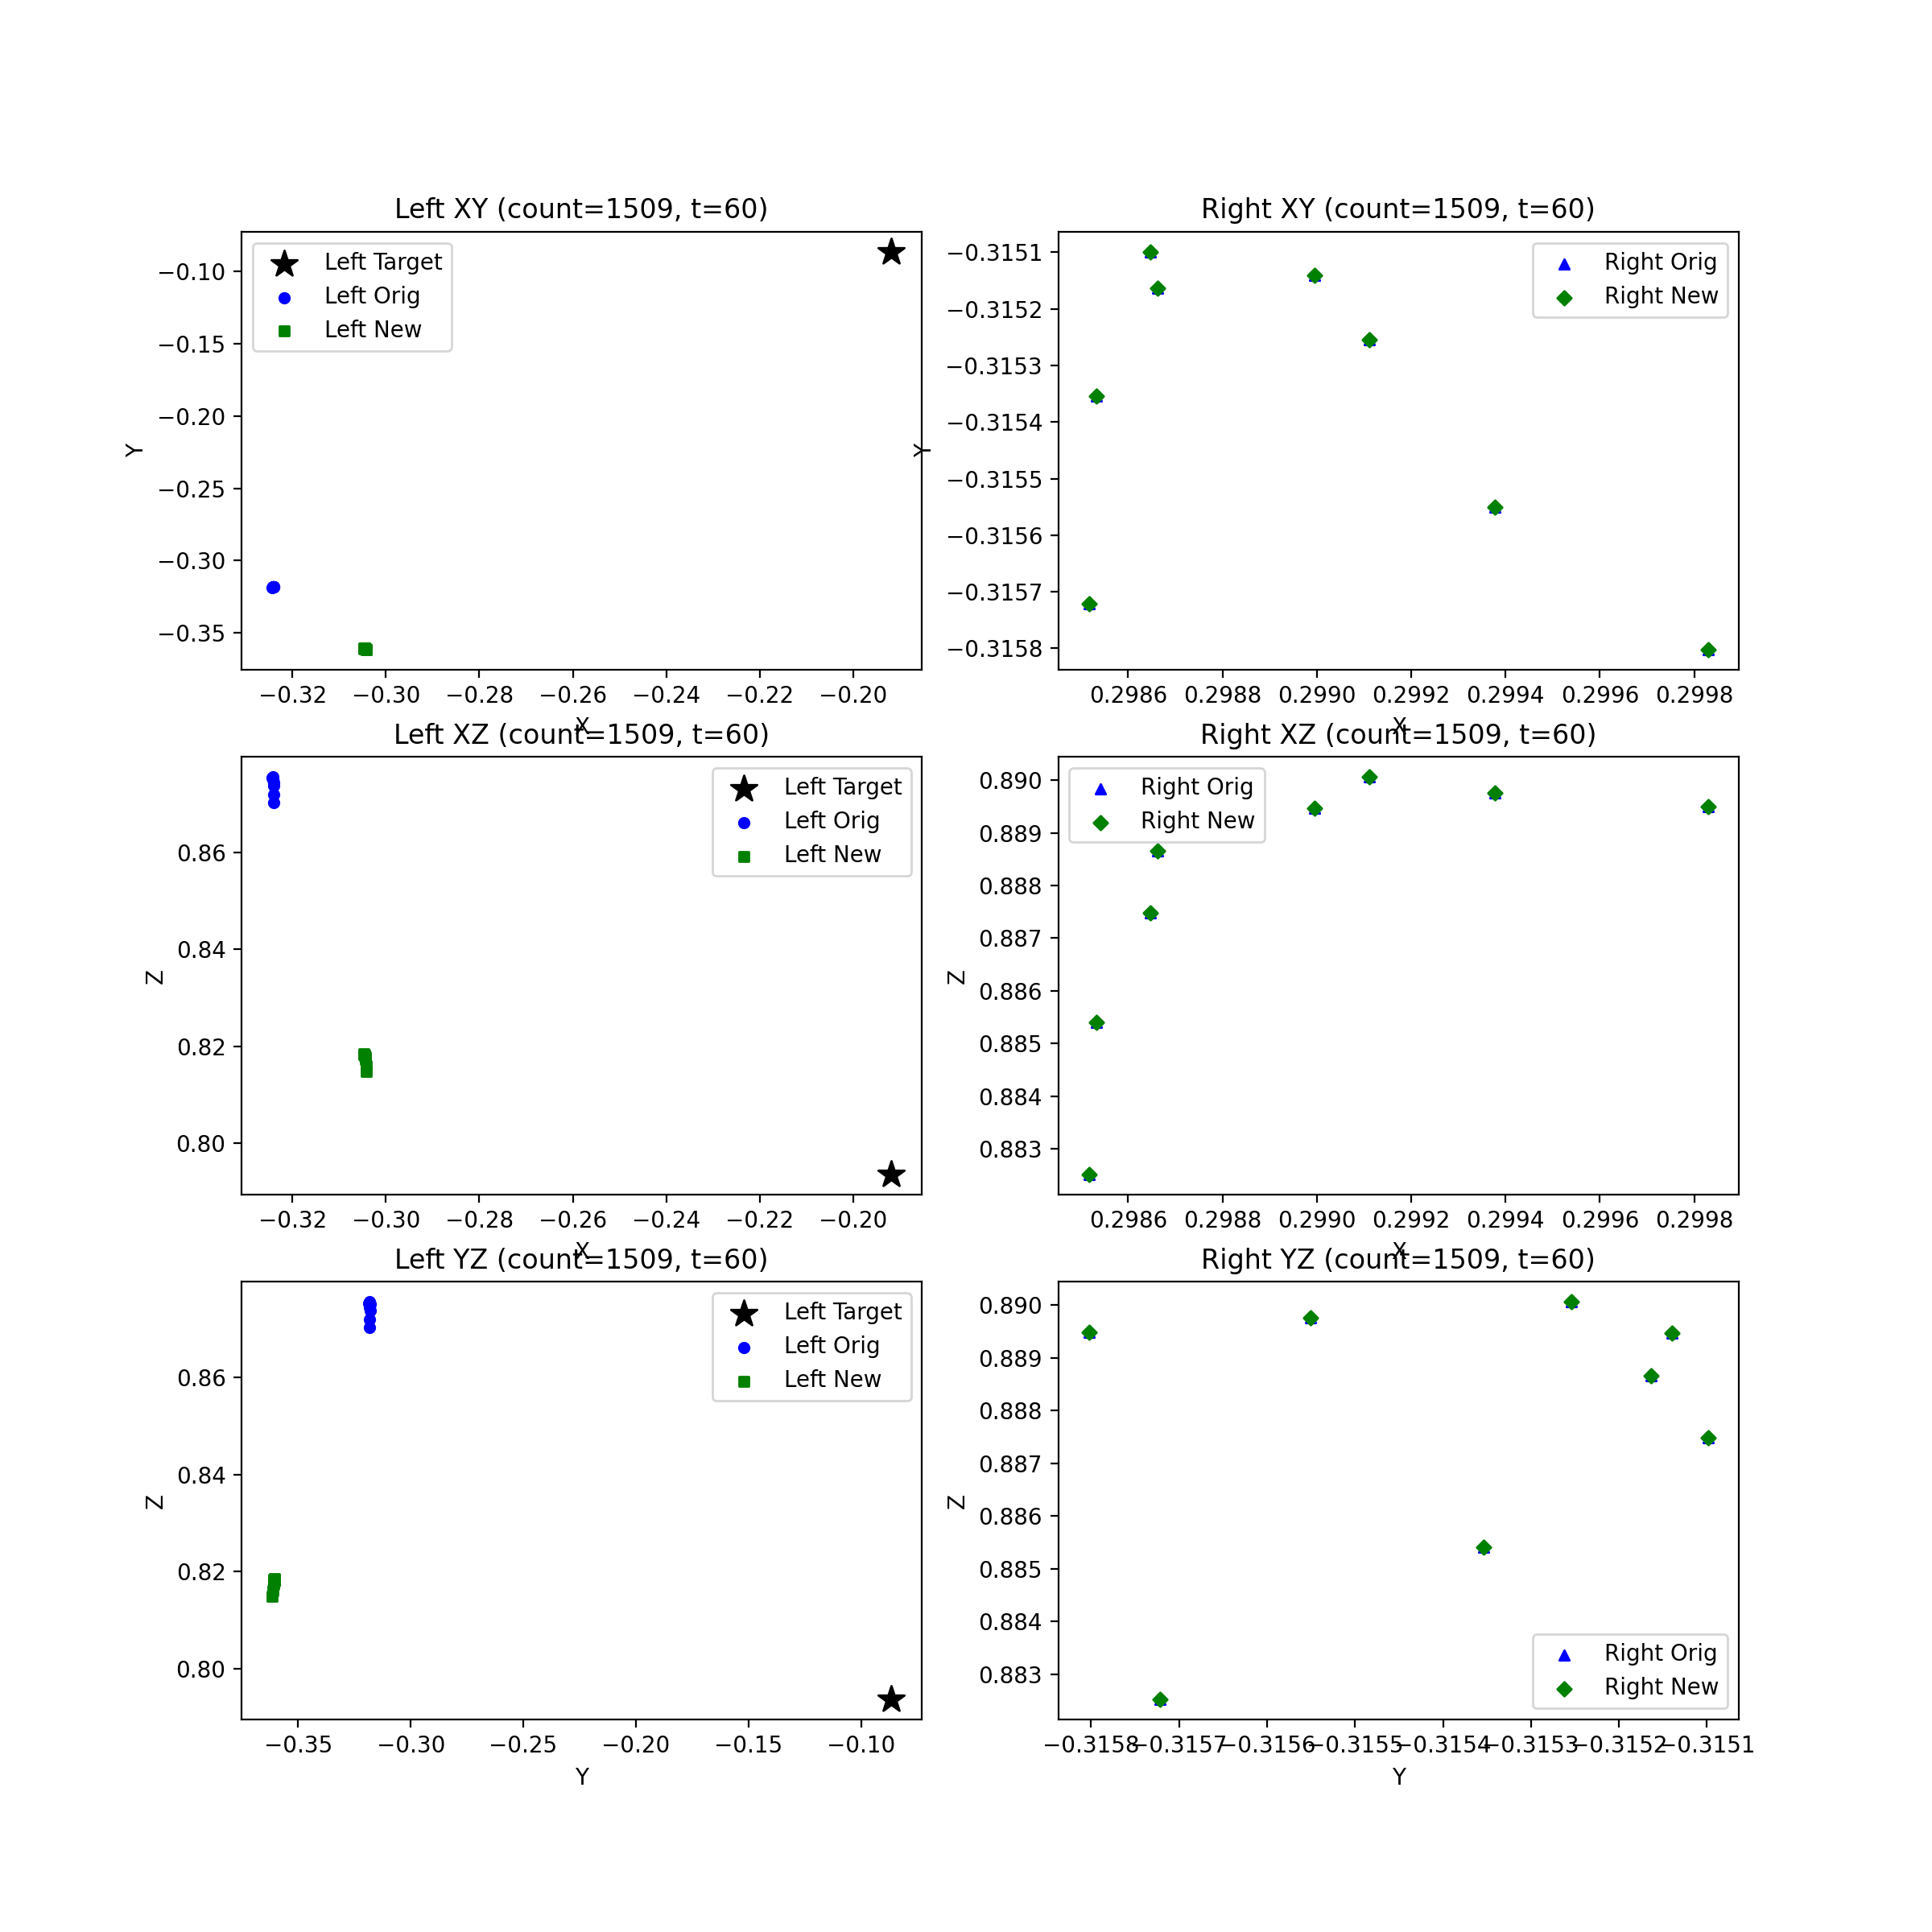 Left XY (count=1509, t=60)
Left Target
Left Orig
Left New
−0.10
−0.15
−0.20
−0.25
−0.30
−0.35
Y
−0.32 −0.30 −0.28 −0.26 −0.24 −0.22 −0.20
X
Right XY (count=1509, t=60)
Right Orig
Right New
−0.3151
−0.3152
−0.3153
−0.3154
−0.3155
−0.3156
−0.3157
−0.3158
Y
0.2986 0.2988 0.2990 0.2992 0.2994 0.2996 0.2998
X
Left XZ (count=1509, t=60)
Left Target
Left Orig
Left New
0.86
0.84
0.82
0.80
Z
−0.32 −0.30 −0.28 −0.26 −0.24 −0.22 −0.20
X
Right XZ (count=1509, t=60)
Right Orig
Right New
0.890
0.889
0.888
0.887
0.886
0.885
0.884
0.883
Z
0.2986 0.2988 0.2990 0.2992 0.2994 0.2996 0.2998
X
Left YZ (count=1509, t=60)
Left Target
Left Orig
Left New
0.86
0.84
0.82
0.80
Z
−0.35 −0.30 −0.25 −0.20 −0.15 −0.10
Y
Right YZ (count=1509, t=60)
0.890
0.889
0.888
0.887
0.886
0.885
0.884
0.883
Z
Right Orig
Right New
−0.3158 −0.3157 −0.3156 −0.3155 −0.3154 −0.3153 −0.3152 −0.3151
Y